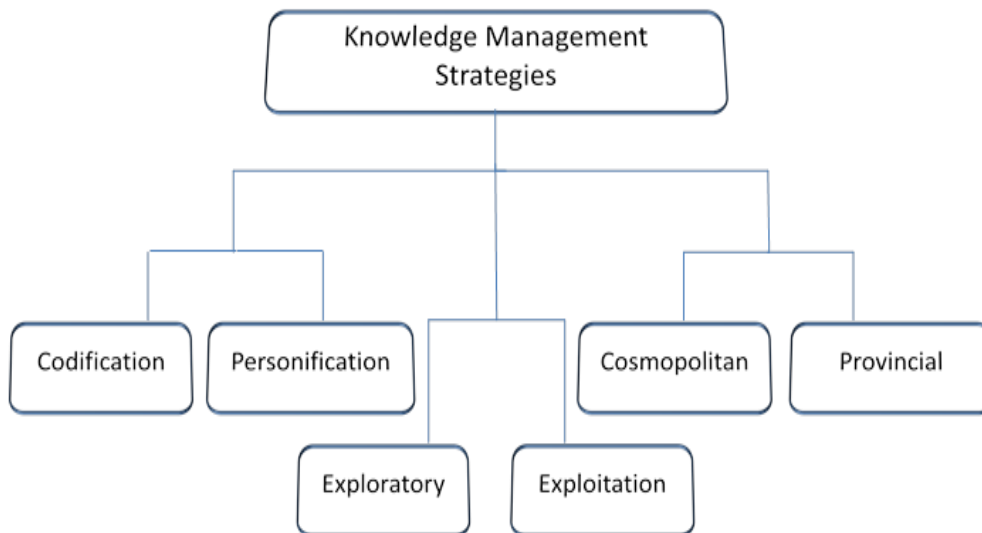 Knowledge Management
Strategies
Codification
Personification
Cosmopolitan
Provincial
Exploratory
Exploitation